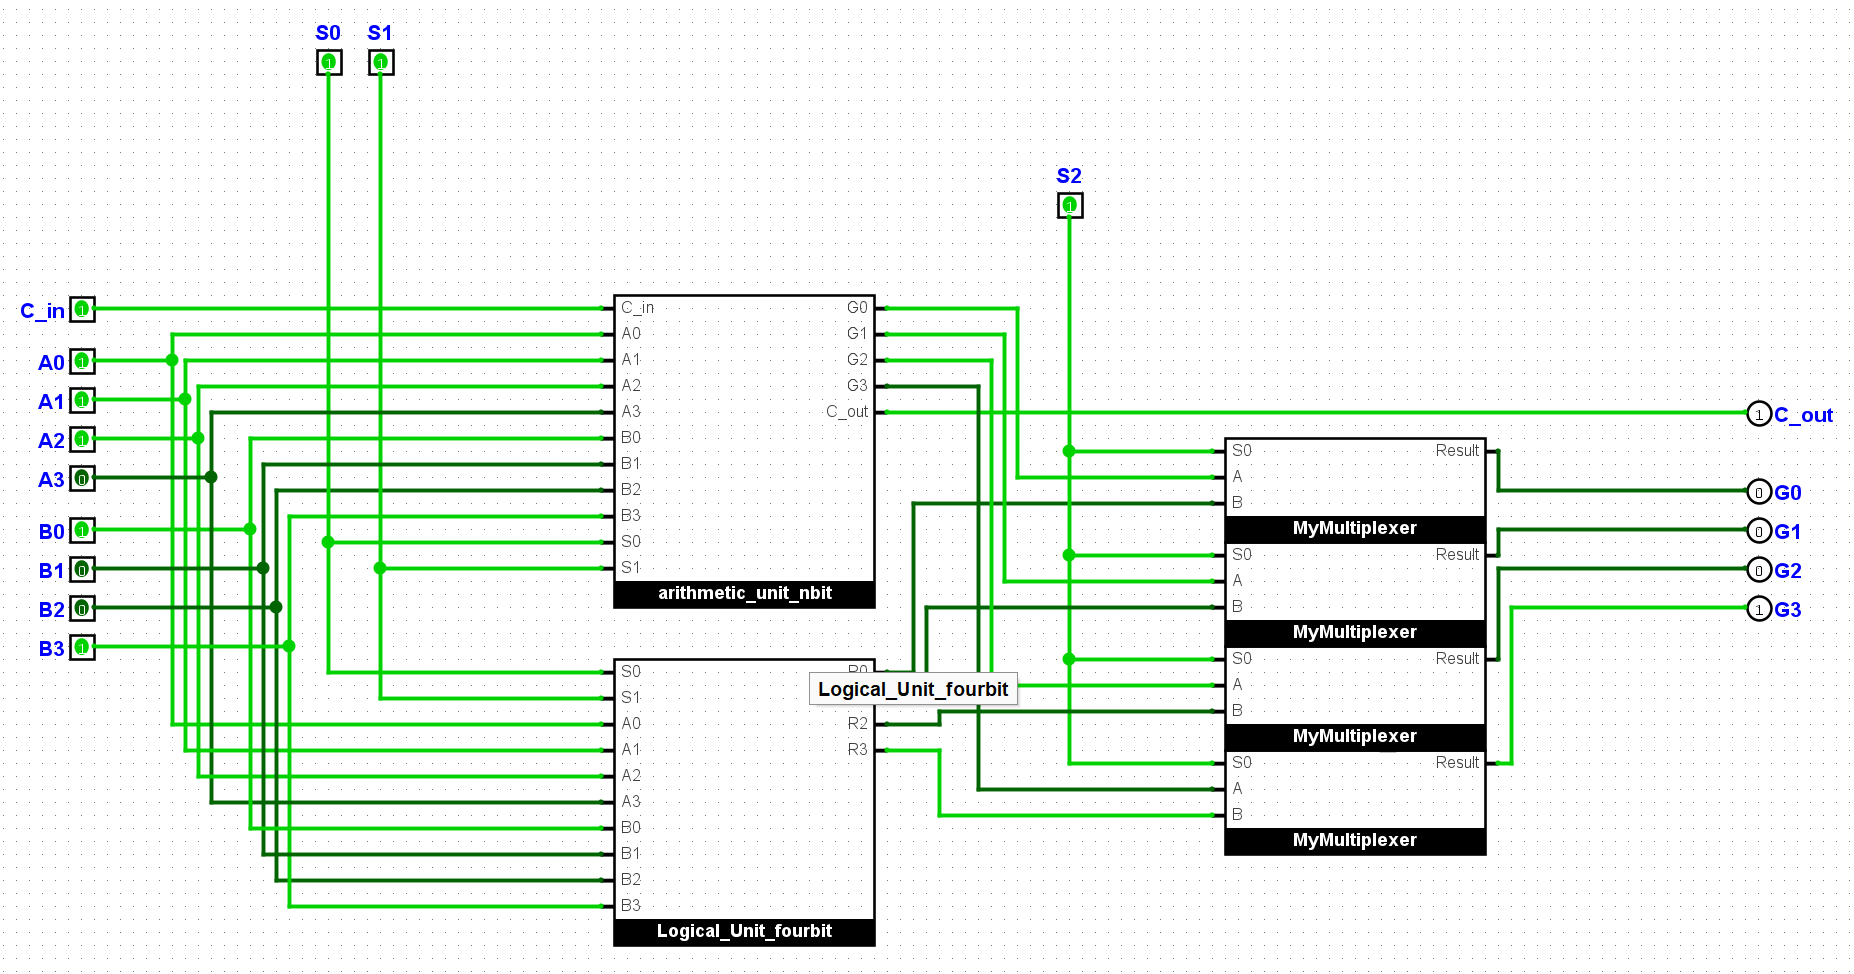 S0 S1
1 1
S2
1
C_in 1
A0 1
A1 1
A2 1
A3 0
B0 1
B1 0
B2 0
B3 1
C_in G0
A0 G1
A1 G2
A2 G3
A3 C_out
B0
B1
B2
B3
S0
S1
arithmetic_unit_nbit
S0 R0
S1
A0 R2
A1 R3
A2
A3
B0
B1
B2
B3
Logical_Unit_fourbit
Logical_Unit_fourbit
S0 Result
A
B
MyMultiplexer
S0 Result
A
B
MyMultiplexer
S0 Result
A
B
MyMultiplexer
S0 Result
A
B
MyMultiplexer
1 C_out
0 G0
0 G1
0 G2
1 G3